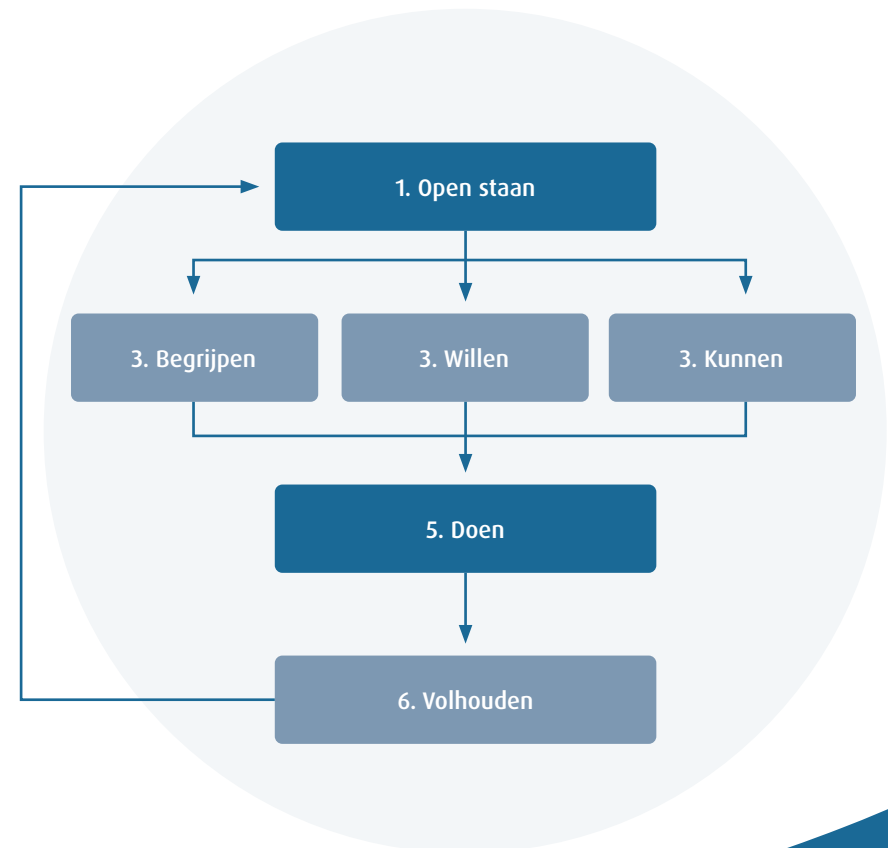 1. Open staan
3. Begrijpen
3. Willen
3. Kunnen
5. Doen
6. Volhouden